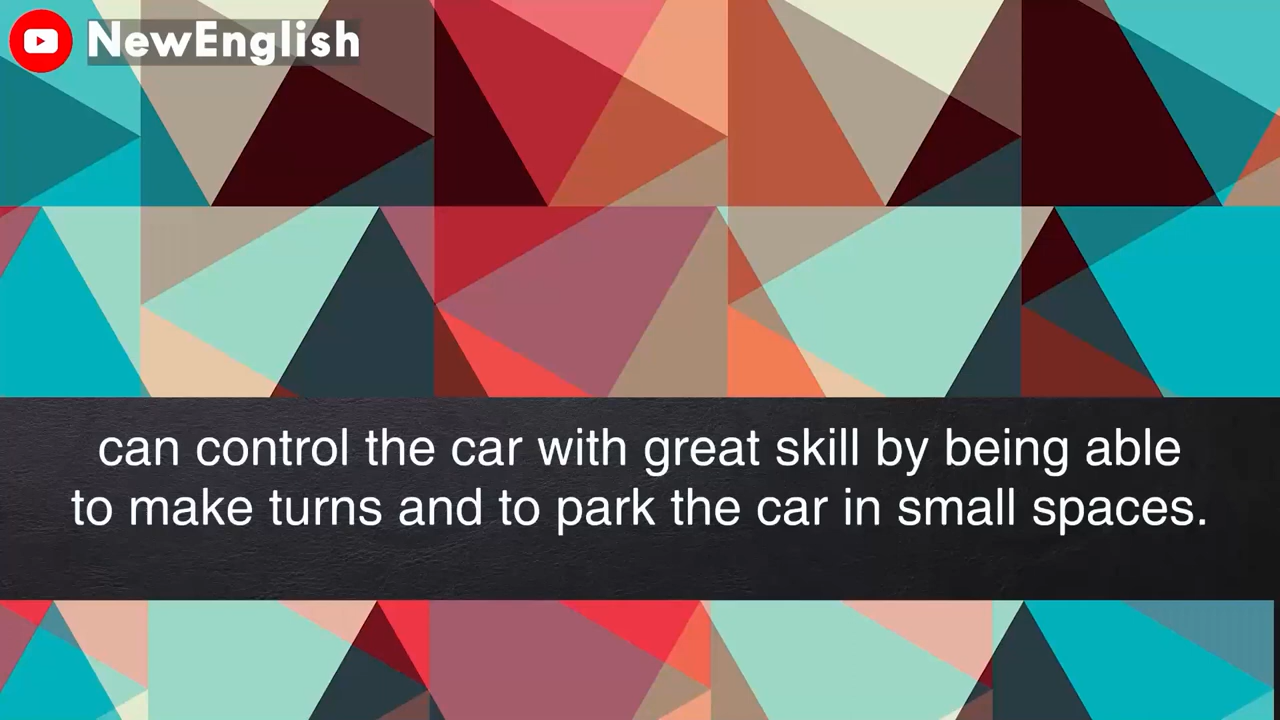 NewEnglish
can control the car with great skill by being able
to make turns and to park the car in small spaces.